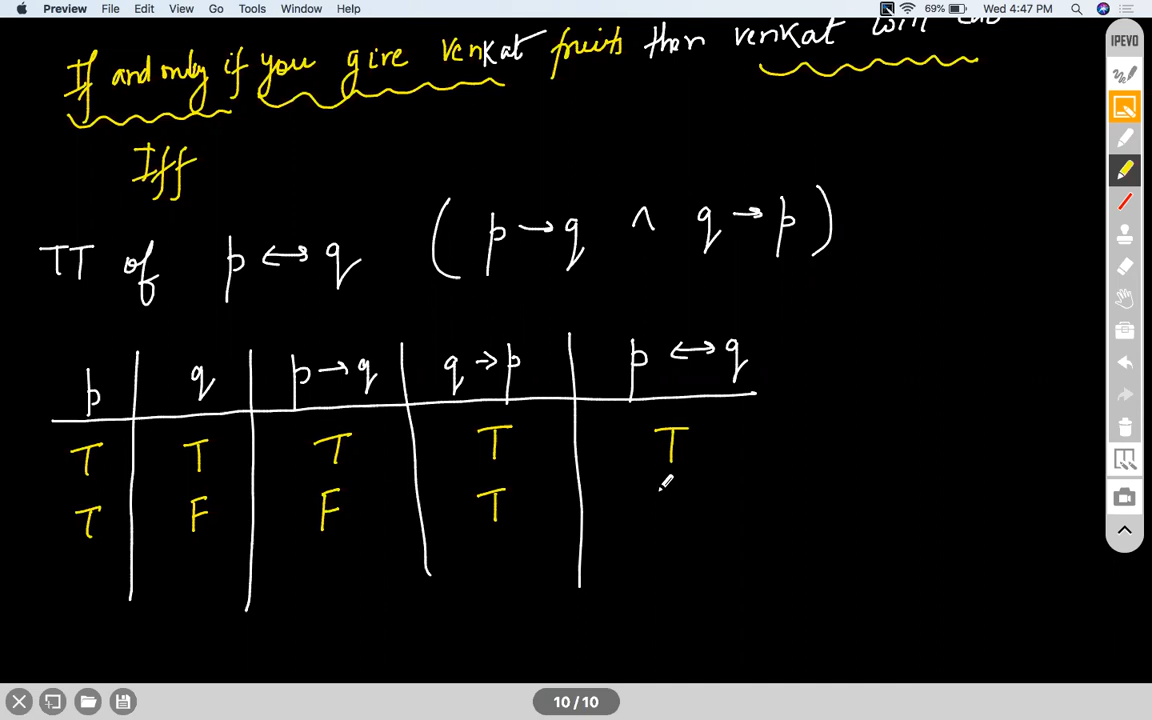 Preview File Edit View Go Tools Window Help 69% Wed 4:47 PM
If and only if you give venkat fruits then venkat will
Iff
TT of p ↔ q ( p → q ∧ q → p )
p q p → q q → p p ↔ q
T T T T T
T F F T
IPEVO
10 / 10